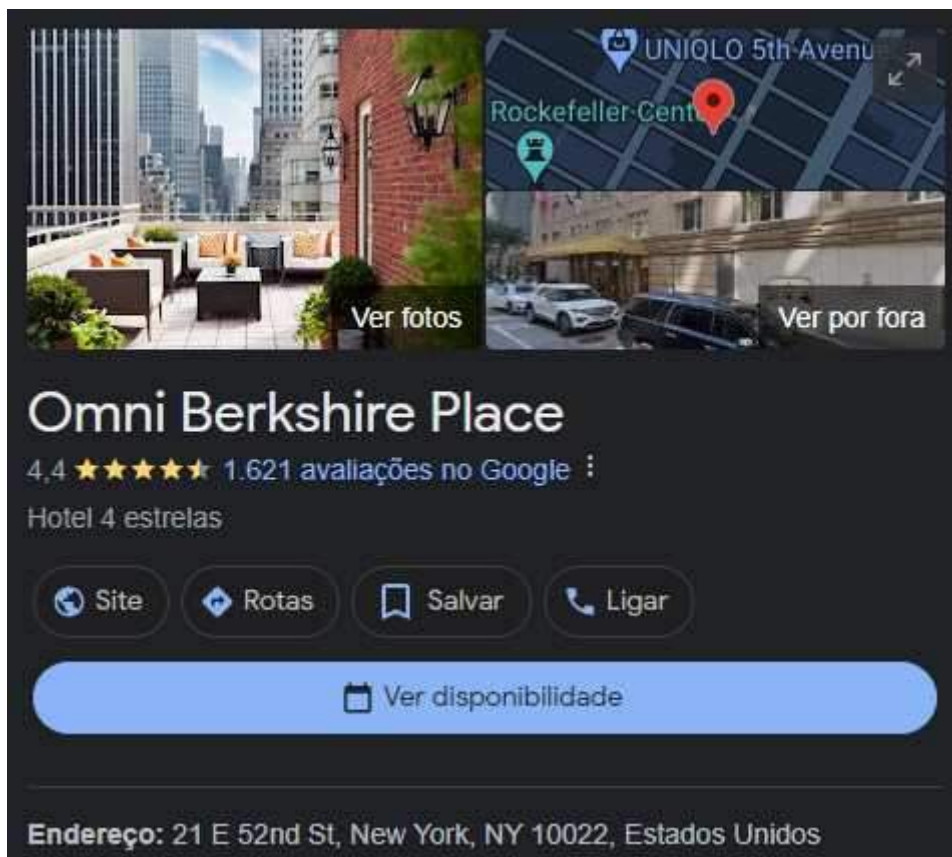 UNIQLO 5th Avenue
Rockefeller Cent
Ver fotos
Ver por fora
Omni Berkshire Place
4,4 1.621 avaliações no Google
Hotel 4 estrelas
Site Rotas Salvar Ligar
Ver disponibilidade
Endereço: 21 E 52nd St, New York, NY 10022, Estados Unidos